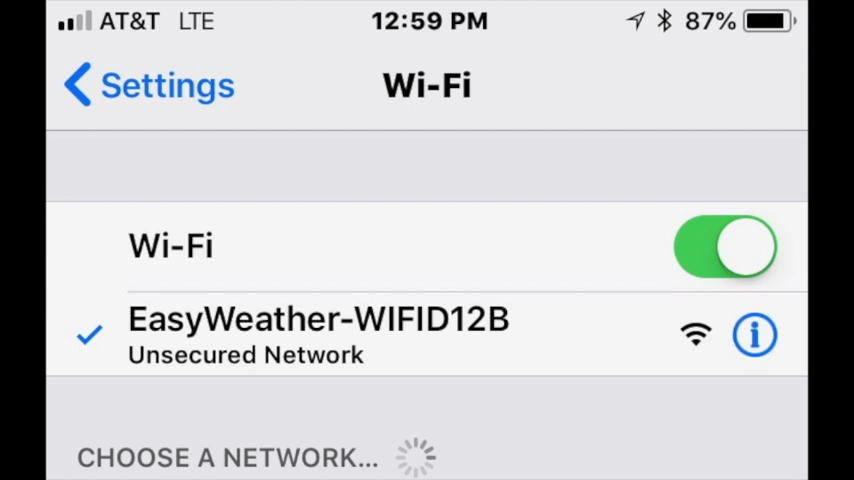 AT&T LTE 12:59 PM 87%
Settings Wi-Fi
Wi-Fi
EasyWeather-WIFID12B
Unsecured Network
CHOOSE A NETWORK...